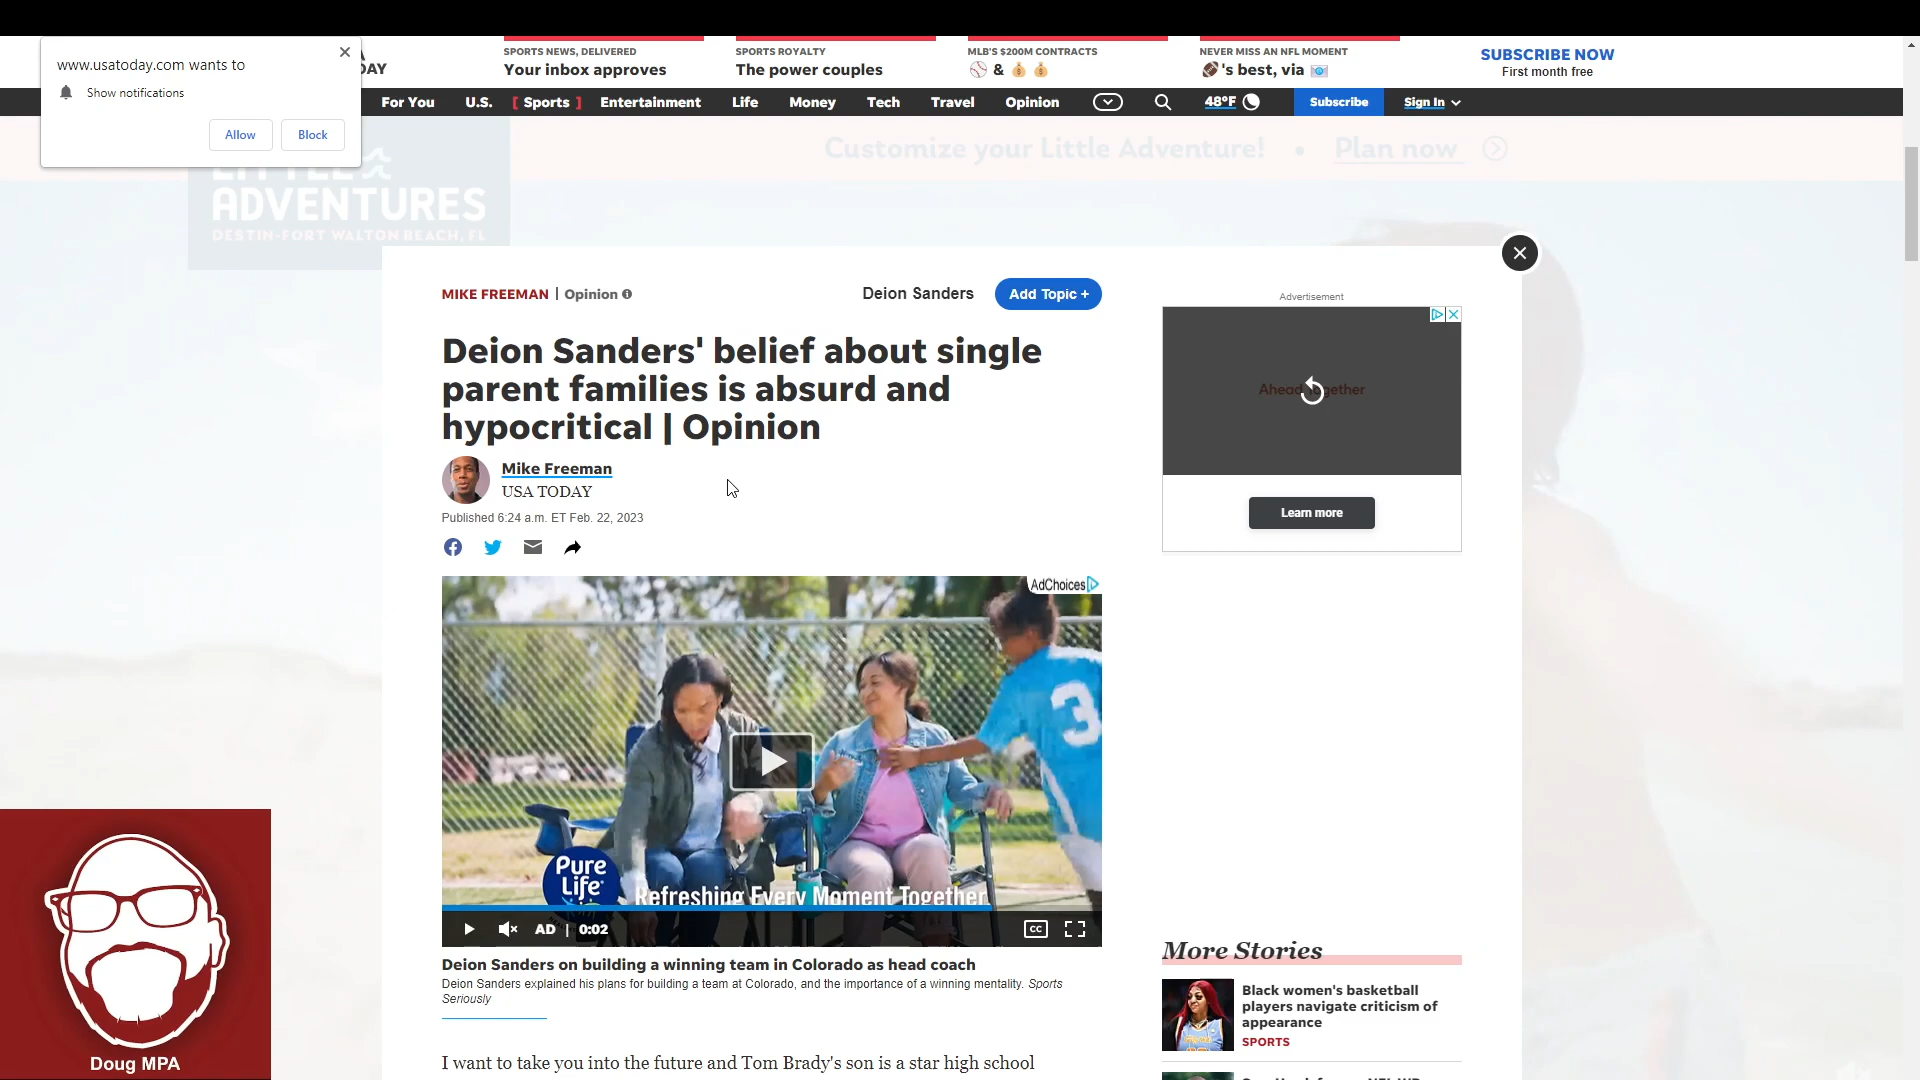 www.usatoday.com wants to
Show notifications
Allow
Block
DAY
SPORTS NEWS, DELIVERED
Your inbox approves
SPORTS ROYALTY
The power couples
MLB'S $200M CONTRACTS
&
NEVER MISS AN NFL MOMENT
's best, via
SUBSCRIBE NOW
First month free
For You
U.S.
[ Sports ]
Entertainment
Life
Money
Tech
Travel
Opinion
48°F
Subscribe
Sign In
Customize your Little Adventure! • Plan now
LITTLE
ADVENTURES
DESTIN-FORT WALTON BEACH, FL
MIKE FREEMAN | Opinion
Deion Sanders
Add Topic +
Deion Sanders' belief about single
parent families is absurd and
hypocritical | Opinion
Mike Freeman
USA TODAY
Published 6:24 a.m. ET Feb. 22, 2023
AdChoices
3
Pure
Life
Refreshing Every Moment Together
AD | 0:02
CC
Deion Sanders on building a winning team in Colorado as head coach
Deion Sanders explained his plans for building a team at Colorado, and the importance of a winning mentality. Sports
Seriously
I want to take you into the future and Tom Brady's son is a star high school
Advertisement
Ahead Together
Learn more
More Stories
Black women's basketball
players navigate criticism of
appearance
SPORTS
Doug MPA